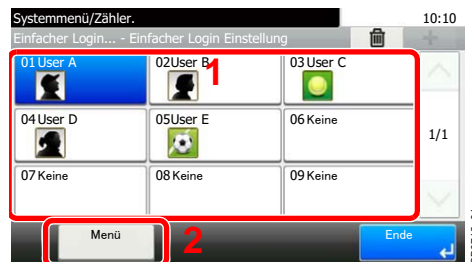 Systemmenü/Zähler.
10:10
Einfacher Login... - Einfacher Login Einstellung
01 User A
02User B
03 User C
1
04 User D
05User E
06 Keine
1/1
07 Keine
08 Keine
09 Keine
Menü
2
Ende